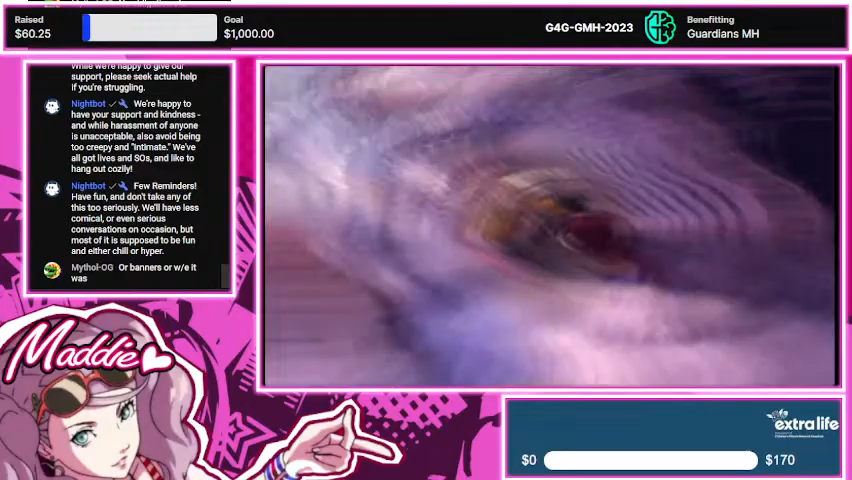 Raised
$60.25
Goal
$1,000.00
G4G-GMH-2023
Benefitting
Guardians MH
While we're happy to give our
support, please seek actual help
if you're struggling.
Nightbot We're happy to
have your support and kindness -
and while harassment of anyone
is unacceptable, also avoid being
too creepy and "intimate." We've
all got lives and SOs, and like to
hang out cozily!
Nightbot Few Reminders!
Have fun, and don't take any of
this too seriously. We'll have less
comical, or even serious
conversations on occasion, but
most of it is supposed to be fun
and either chill or hyper.
Mythol-OG Or banners or w/e it
was
Maddie
extralife
$0
$170